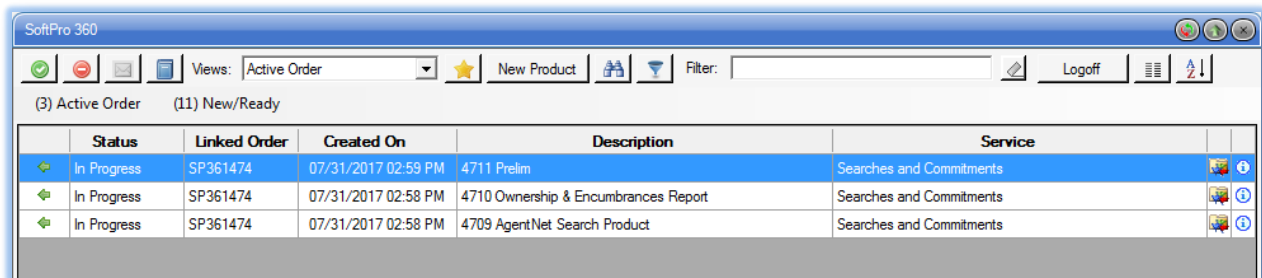 SoftPro 360
Views: Active Order New Product Filter: Logoff A Z
(3) Active Order (11) New/Ready
Status Linked Order Created On Description Service
In Progress SP361474 07/31/2017 02:59 PM 4711 Prelim Searches and Commitments
In Progress SP361474 07/31/2017 02:58 PM 4710 Ownership & Encumbrances Report Searches and Commitments
In Progress SP361474 07/31/2017 02:58 PM 4709 AgentNet Search Product Searches and Commitments